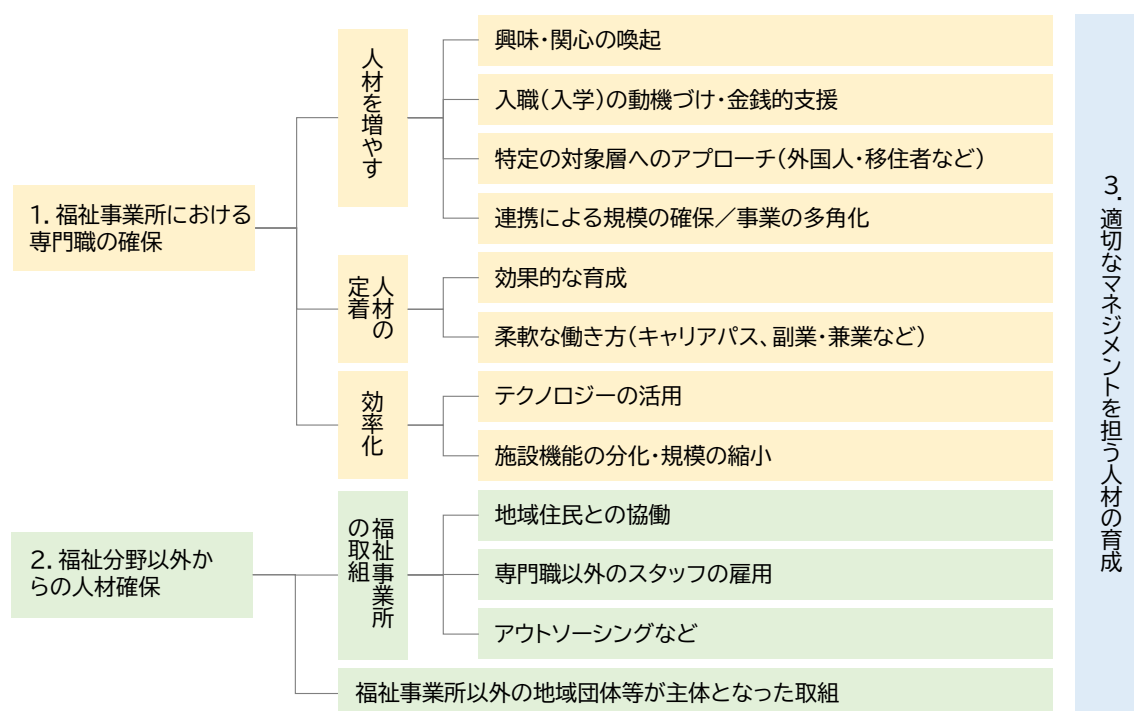 1. 福祉事業所における
専門職の確保
人材を増やす
興味・関心の喚起
入職(入学)の動機づけ・金銭的支援
特定の対象層へのアプローチ(外国人・移住者など)
連携による規模の確保／事業の多角化
人材の
定着
効果的な育成
柔軟な働き方(キャリアパス、副業・兼業など)
効率化
テクノロジーの活用
施設機能の分化・規模の縮小
2. 福祉分野以外か
らの人材確保
福祉事業所
の取組
地域住民との協働
専門職以外のスタッフの雇用
アウトソーシングなど
福祉事業所以外の地域団体等が主体となった取組
3. 適切なマネジメントを担う人材の育成